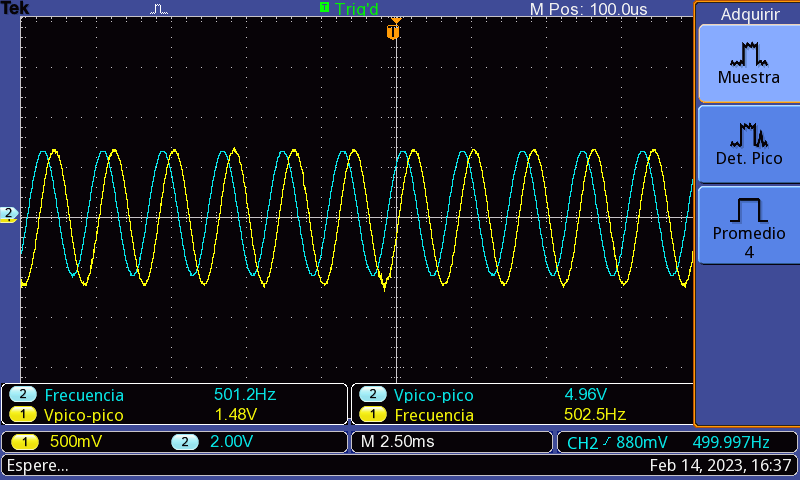 Tek T Trig'd M Pos: 100.0us Adquirir
T
Muestra
Det. Pico
2
Promedio
4
2 Frecuencia 501.2Hz 2 Vpico-pico 4.96V
1 Vpico-pico 1.48V 1 Frecuencia 502.5Hz
1 500mV 2 2.00V M 2.50ms CH2 880mV 499.997Hz
Espere... Feb 14, 2023, 16:37